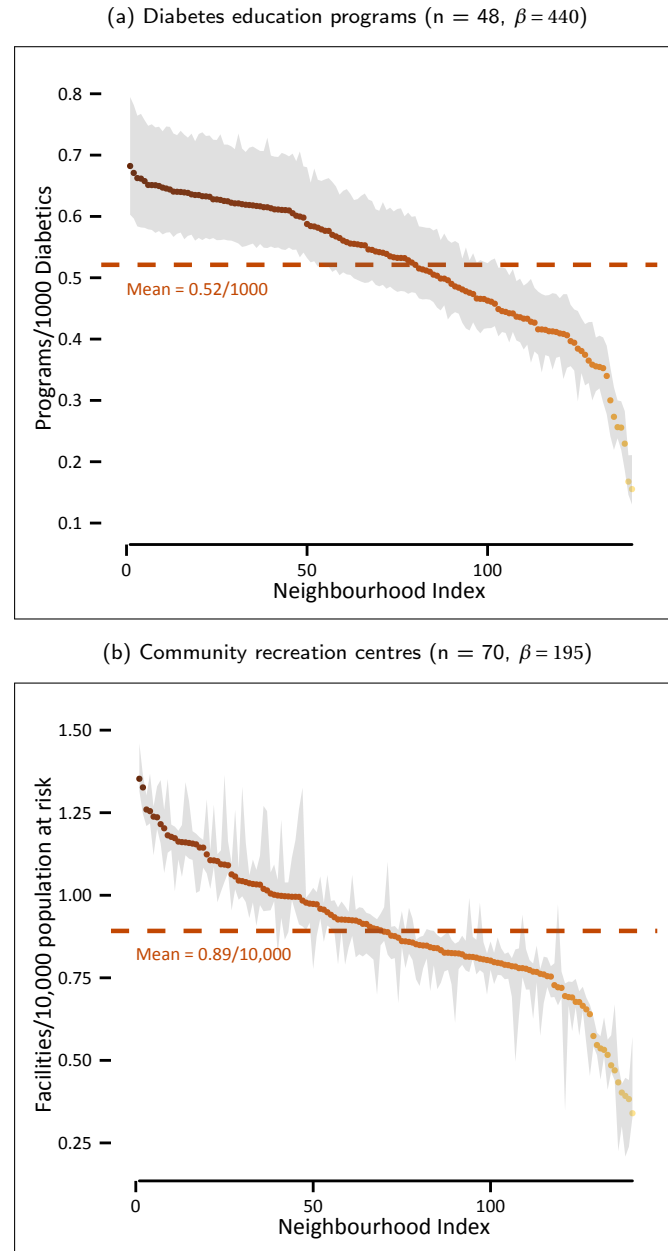 (a) Diabetes education programs (n = 48, β = 440)
0.8
0.7
0.6
0.5
0.4
0.3
0.2
0.1
Programs/1000 Diabetics
Mean = 0.52/1000
0
50
100
Neighbourhood Index
(b) Community recreation centres (n = 70, β = 195)
1.50
1.25
1.00
0.75
0.50
0.25
Facilities/10,000 population at risk
Mean = 0.89/10,000
0
50
100
Neighbourhood Index